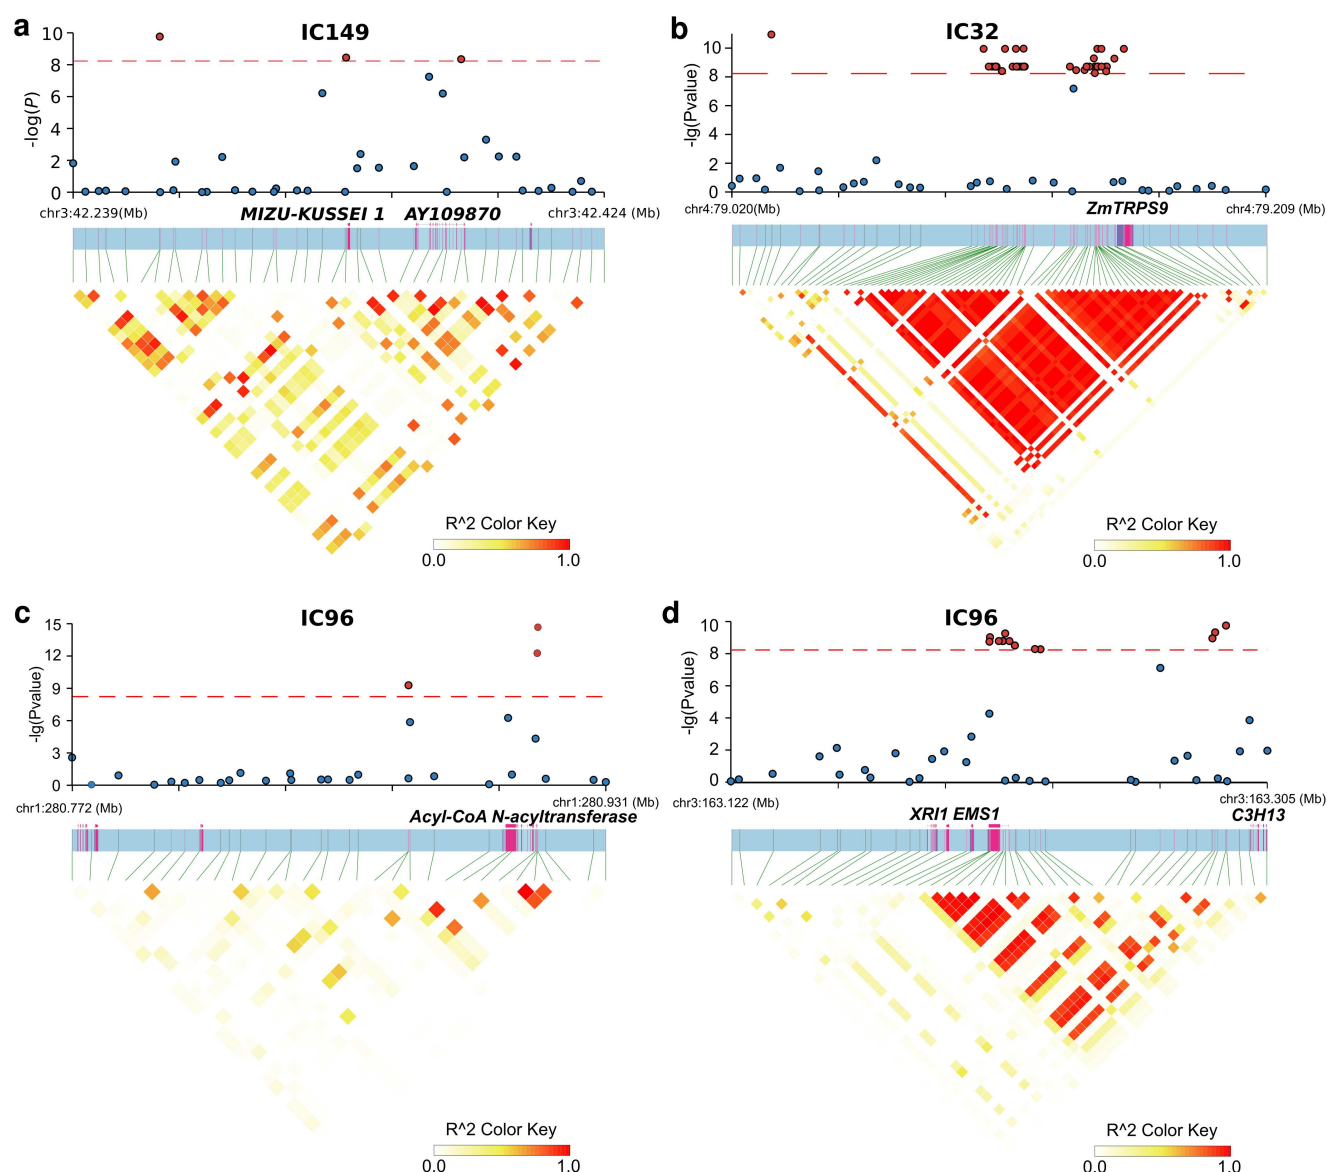 a
IC149
10
8
6
4
2
0
-log(P)
chr3:42.239(Mb)
MIZU-KUSSEI 1
AY109870
chr3:42.424 (Mb)
R^2 Color Key
0.0
1.0
b
IC32
10
8
6
4
2
0
-lg(Pvalue)
chr4:79.020(Mb)
ZmTRPS9
chr4:79.209 (Mb)
R^2 Color Key
0.0
1.0
c
IC96
15
12
9
6
3
0
-lg(Pvalue)
chr1:280.772 (Mb)
chr1:280.931 (Mb)
Acyl-CoA N-acyltransferase
R^2 Color Key
0.0
1.0
d
IC96
10
8
6
4
2
0
-lg(Pvalue)
chr3:163.122 (Mb)
chr3:163.305 (Mb)
XRI1 EMS1
C3H13
R^2 Color Key
0.0
1.0